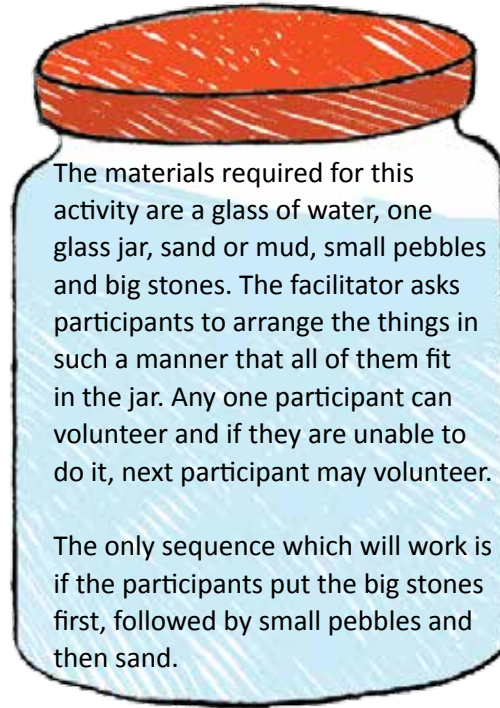 The materials required for this
activity are a glass of water, one
glass jar, sand or mud, small pebbles
and big stones. The facilitator asks
participants to arrange the things in
such a manner that all of them fit
in the jar. Any one participant can
volunteer and if they are unable to
do it, next participant may volunteer.
The only sequence which will work is
if the participants put the big stones
first, followed by small pebbles and
then sand.